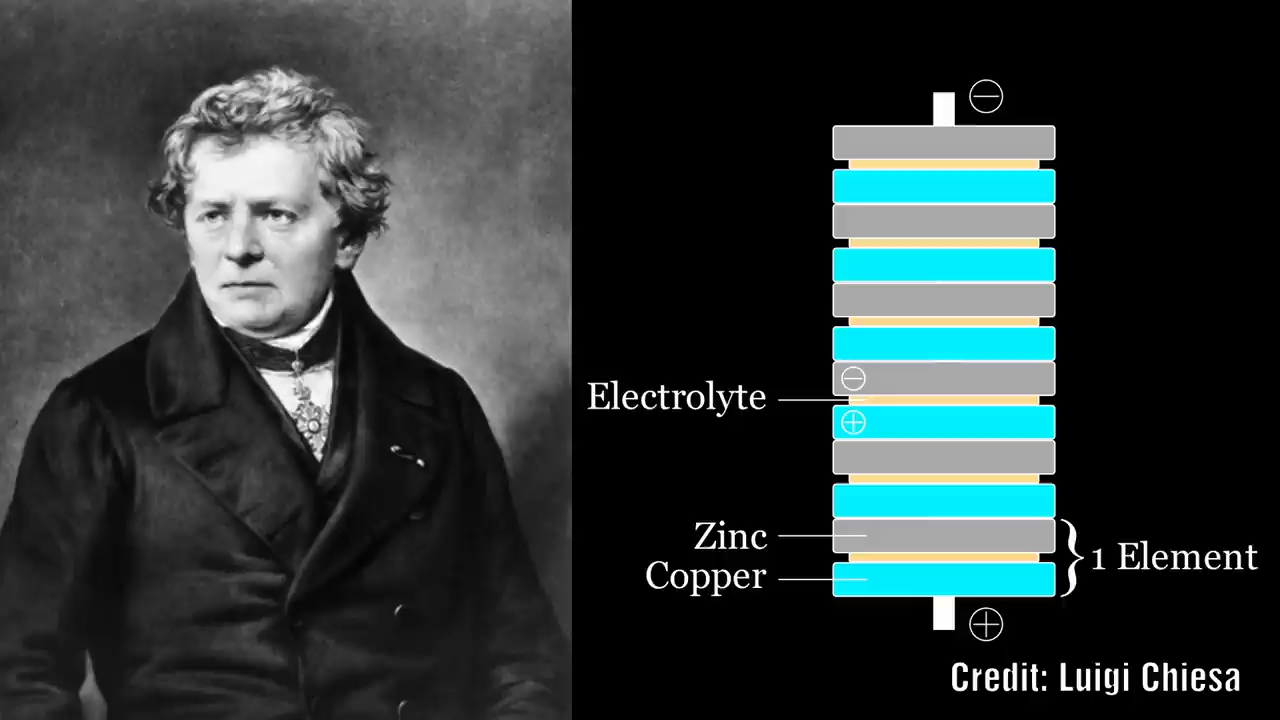 ⊖
⊖
Electrolyte
⊕
Zinc
1 Element
Copper
⊕
Credit: Luigi Chiesa